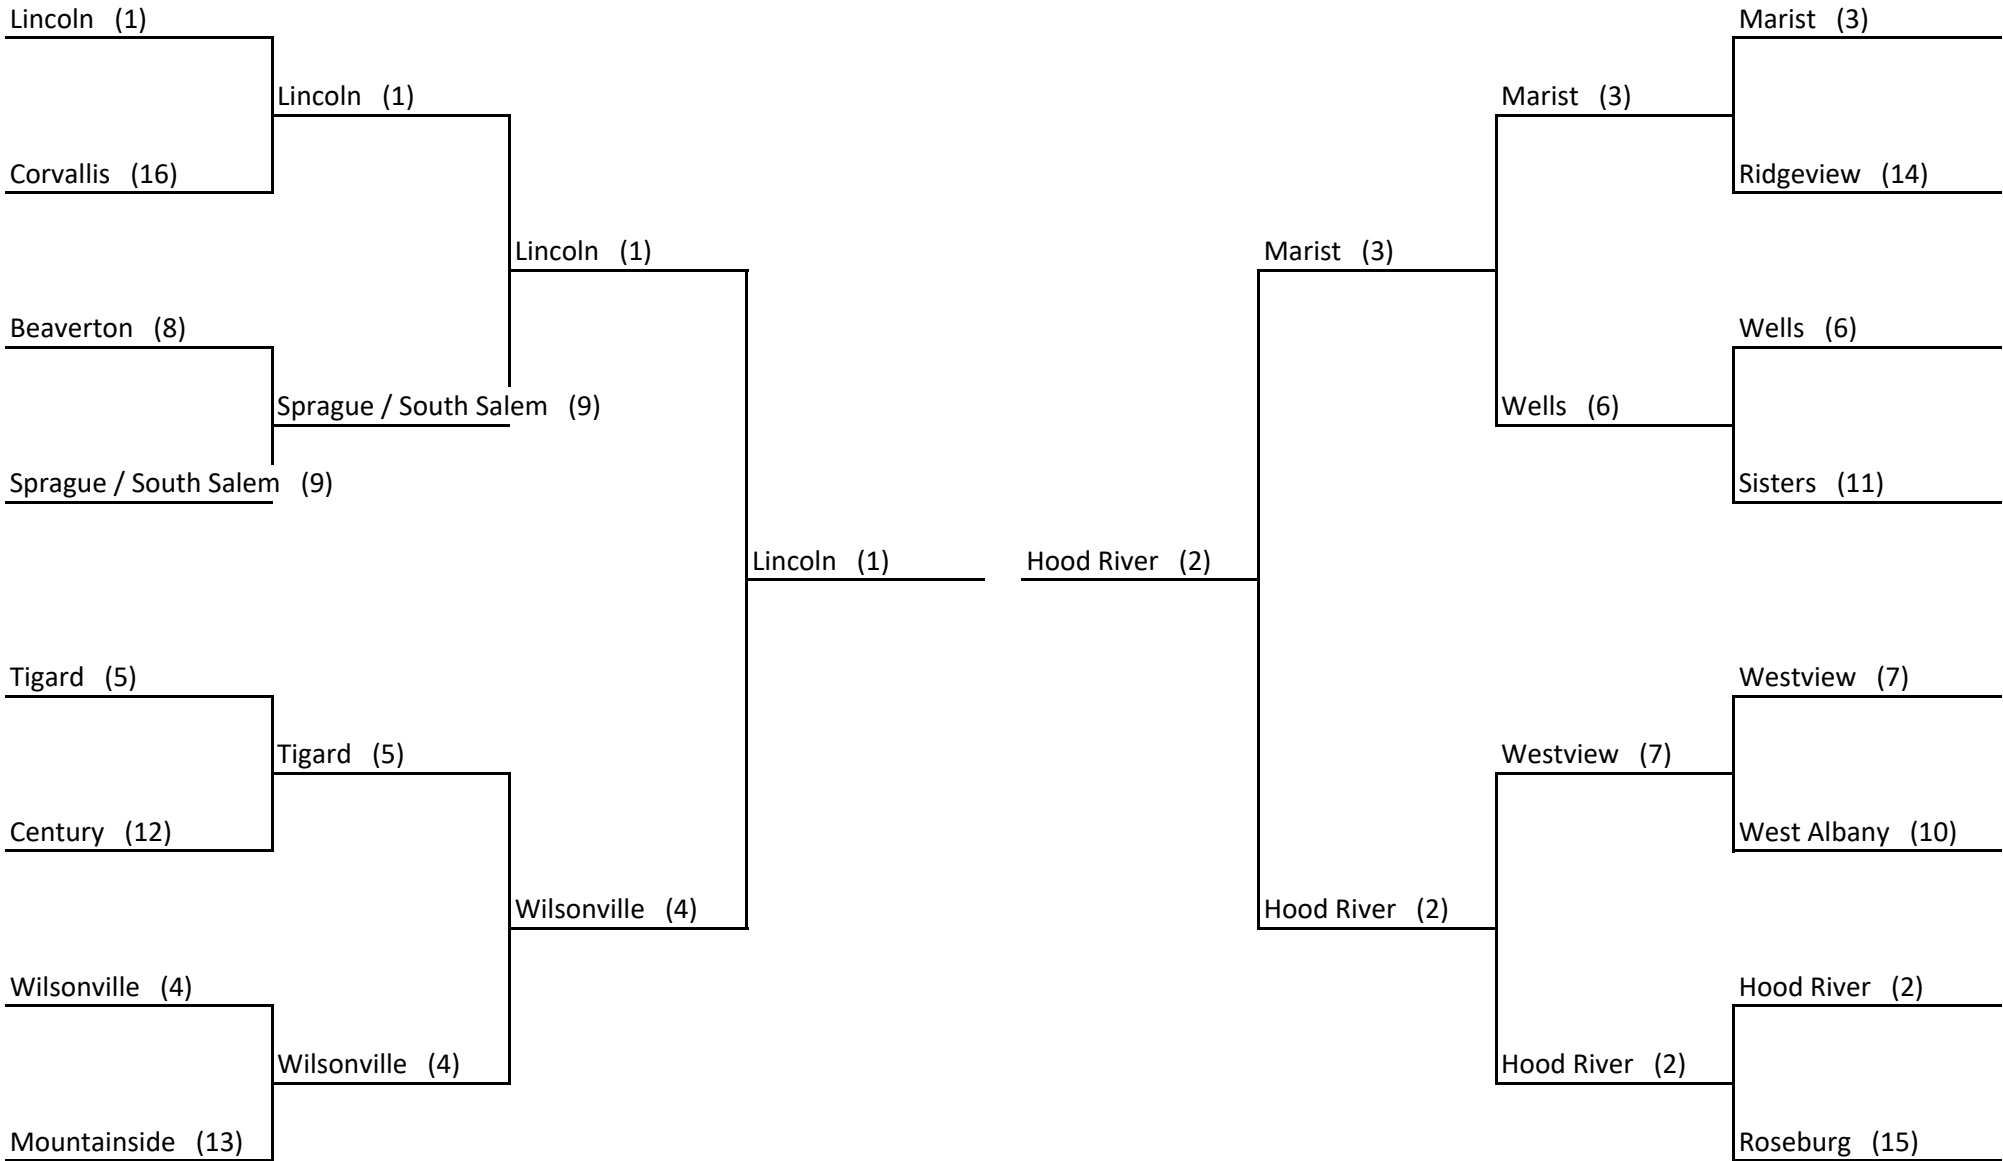 Lincoln (1)
Marist (3)
Lincoln (1)
Marist (3)
Corvallis (16)
Ridgeview (14)
Lincoln (1)
Marist (3)
Beaverton (8)
Wells (6)
Sprague / South Salem (9)
Wells (6)
Sprague / South Salem (9)
Sisters (11)
Lincoln (1)
Hood River (2)
Tigard (5)
Westview (7)
Tigard (5)
Westview (7)
Century (12)
West Albany (10)
Wilsonville (4)
Hood River (2)
Wilsonville (4)
Hood River (2)
Wilsonville (4)
Hood River (2)
Mountainside (13)
Roseburg (15)